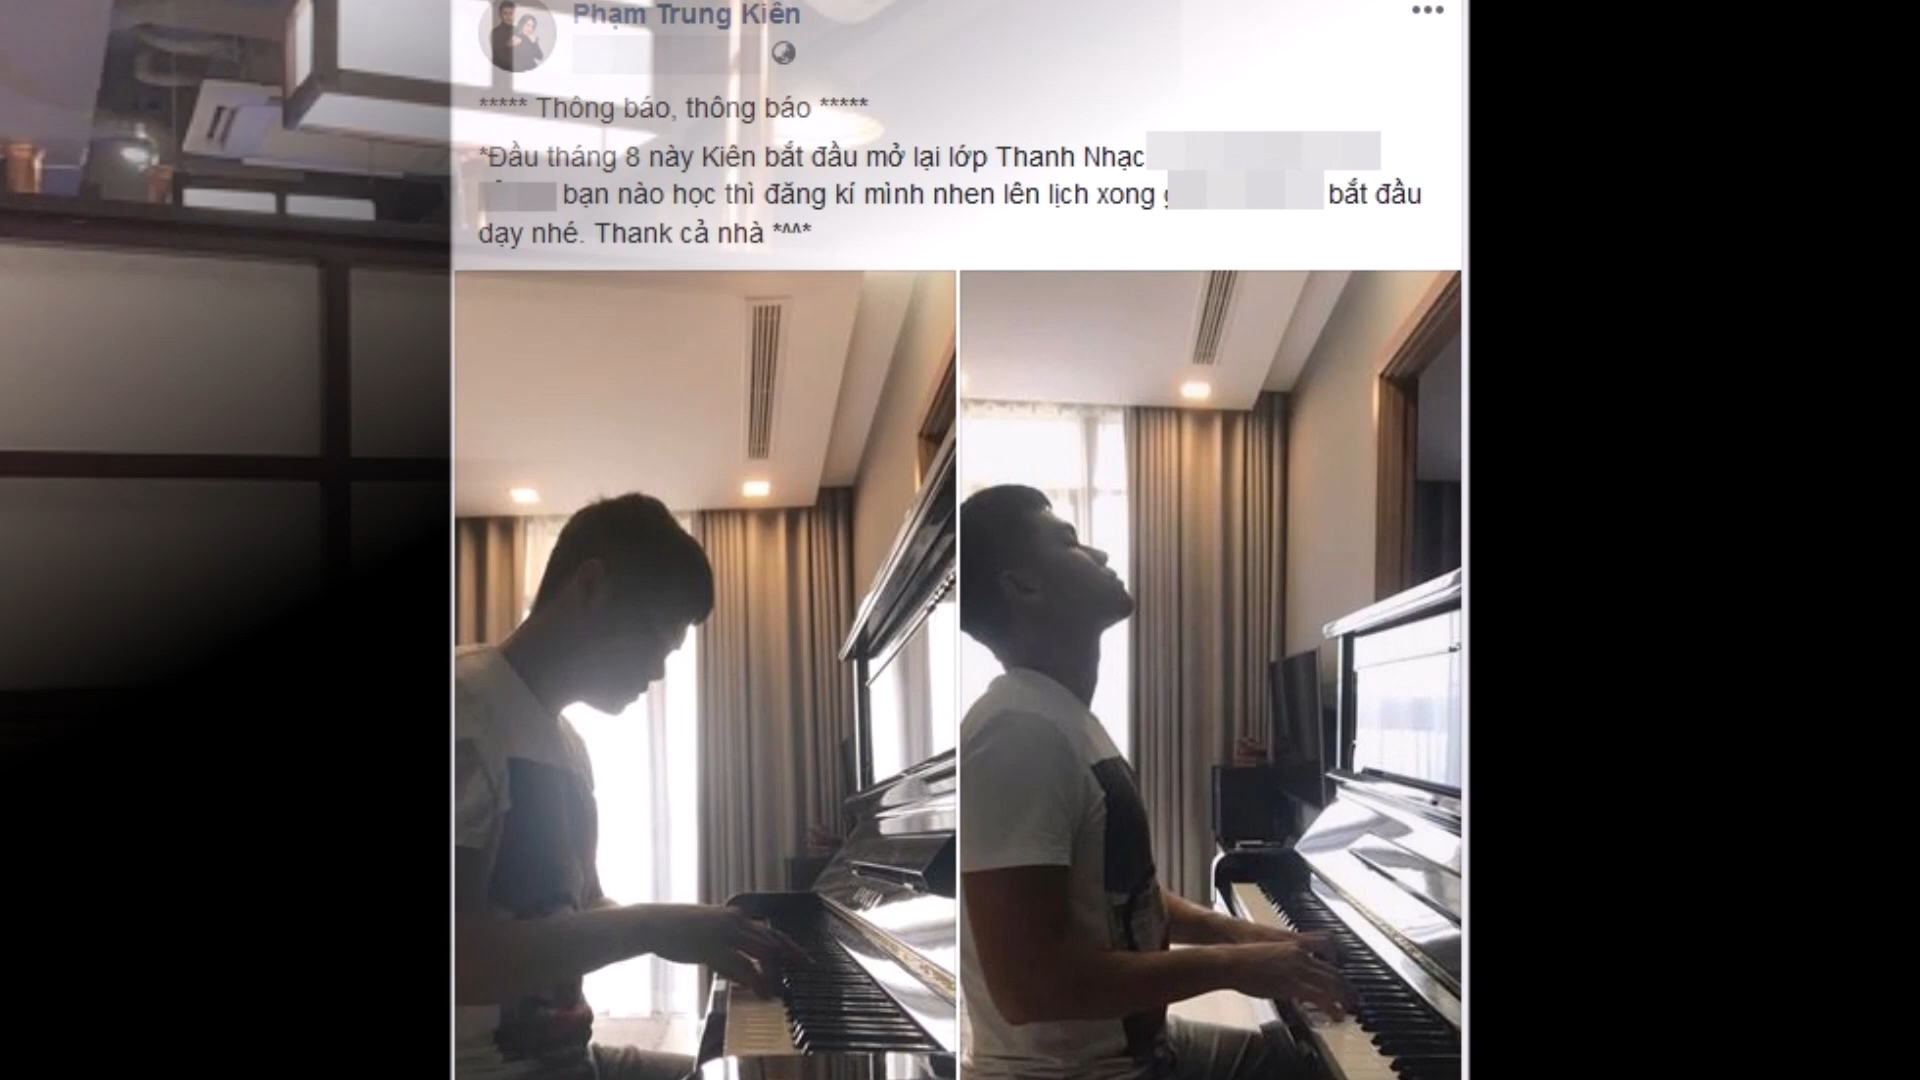 Phạm Trung Kiên
***** Thông báo, thông báo *****
*Đầu tháng 8 này Kiên bắt đầu mở lại lớp Thanh Nhạc
bạn nào học thì đăng kí mình nhen lên lịch xong bắt đầu
dạy nhé. Thank cả nhà *^^*